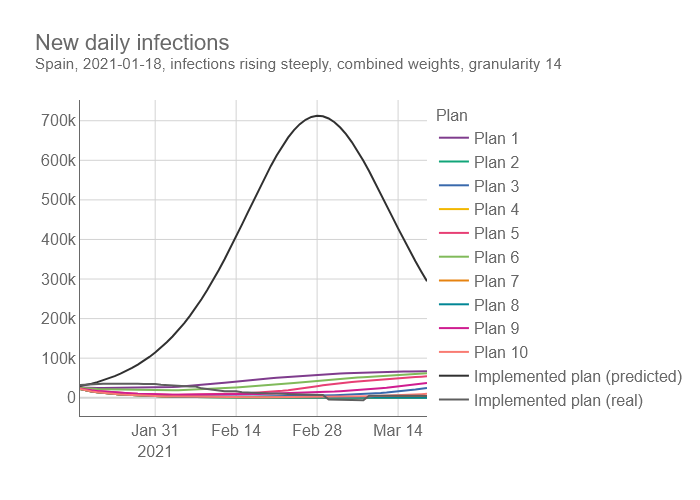 New daily infections
Spain, 2021-01-18, infections rising steeply, combined weights, granularity 14
700k
600k
500k
400k
300k
200k
100k
0
Jan 31
2021
Feb 14
Feb 28
Mar 14
Plan
Plan 1
Plan 2
Plan 3
Plan 4
Plan 5
Plan 6
Plan 7
Plan 8
Plan 9
Plan 10
Implemented plan (predicted)
Implemented plan (real)